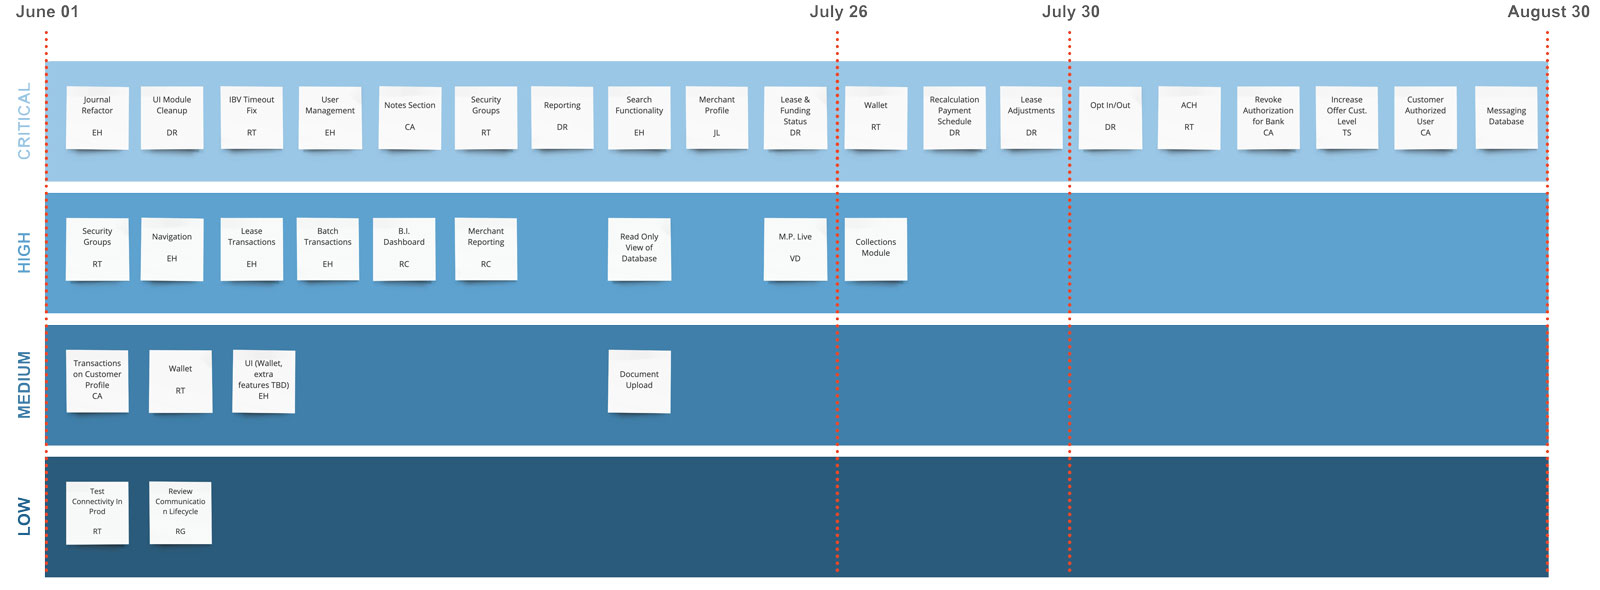 June 01
July 26
July 30
August 30
CRITICAL
Journal
Refactor
EH
UI Module
Cleanup
DR
IBV Timeout
Fix
RT
User
Management
EH
Notes Section
CA
Security
Groups
RT
Reporting
DR
Search
Functionality
EH
Merchant
Profile
JL
Lease &
Funding
Status
DR
Wallet
RT
Recalculation
Payment
Schedule
DR
Lease
Adjustments
DR
Opt In/Out
DR
ACH
RT
Revoke
Authorization
for Bank
CA
Increase
Offer Cust.
Level
TS
Customer
Authorized
User
CA
Messaging
Database
HIGH
Security
Groups
RT
Navigation
EH
Lease
Transactions
EH
Batch
Transactions
EH
B.I.
Dashboard
RC
Merchant
Reporting
RC
Read Only
View of
Database
M.P. Live
VD
Collections
Module
MEDIUM
Transactions
on Customer
Profile
CA
Wallet
RT
UI (Wallet,
extra
features TBD)
EH
Document
Upload
LOW
Test
Connectivity In
Prod
RT
Review
Communicatio
n Lifecycle
RG